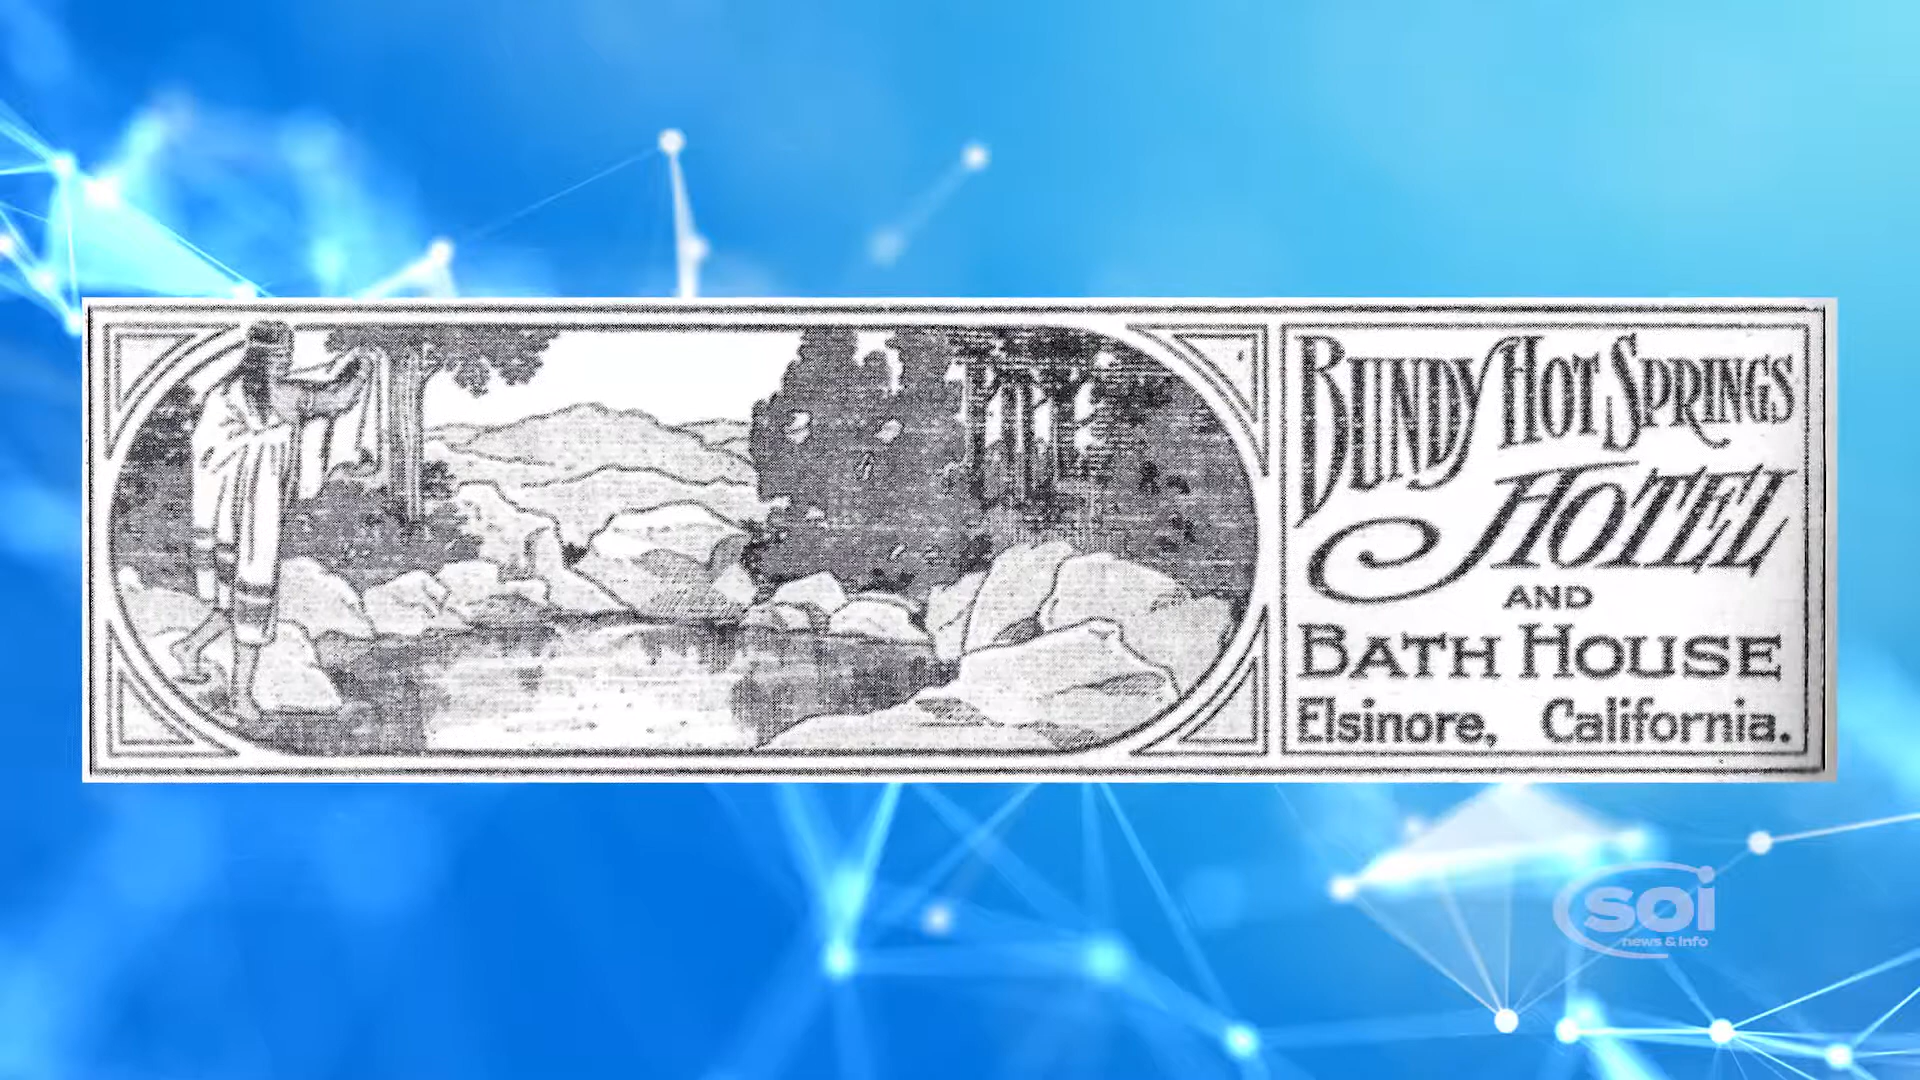 BUNDY HOT SPRINGS
HOTEL
AND
BATH HOUSE
Elsinore, California.
soi
news & info